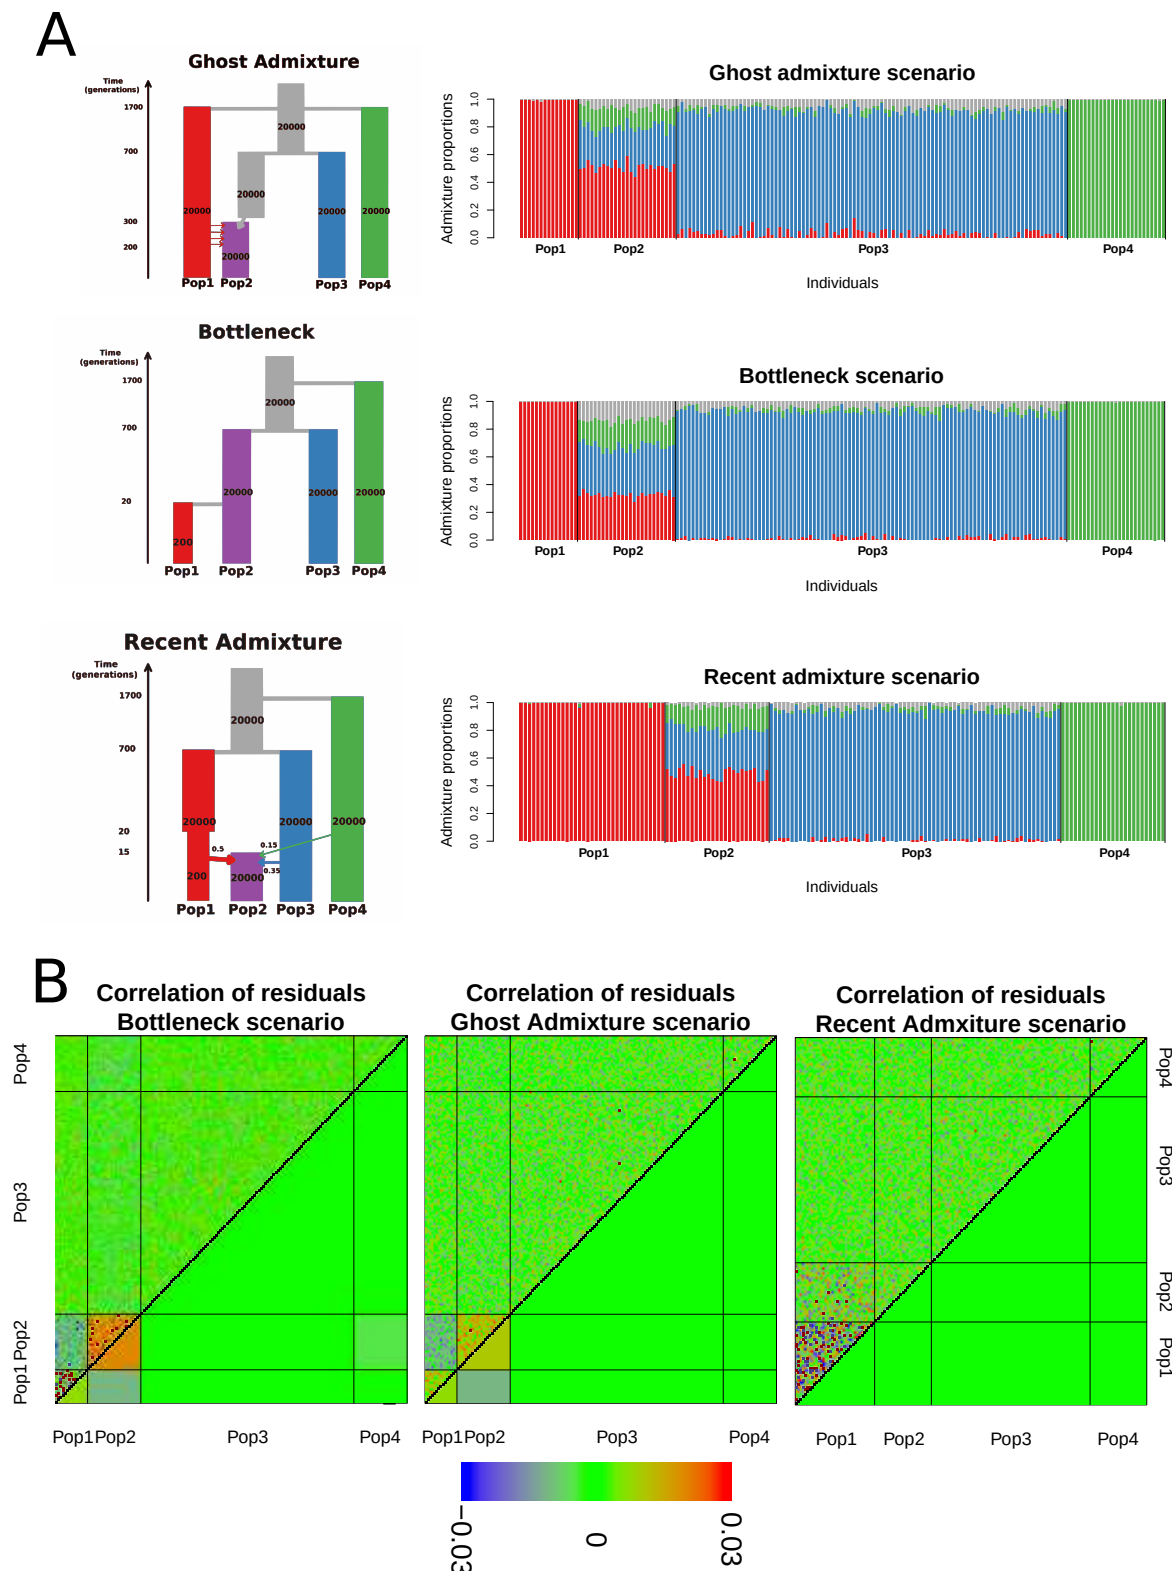 A
Ghost Admixture
Time
(generations)
1700
700
300
200
20000
20000
20000
20000
20000
20000
Pop1 Pop2 Pop3 Pop4
Ghost admixture scenario
Admixture proportions
0.0 0.2 0.4 0.6 0.8 1.0
Pop1 Pop2 Pop3 Pop4
Individuals
Bottleneck
Time
(generations)
1700
700
20
20000
20000
20000
20000
200
Pop1 Pop2 Pop3 Pop4
Bottleneck scenario
Admixture proportions
0.0 0.2 0.4 0.6 0.8 1.0
Pop1 Pop2 Pop3 Pop4
Individuals
Recent Admixture
Time
(generations)
1700
700
20
15
20000
20000
20000
20000
0.5
0.15
0.35
200
20000
Pop1 Pop2 Pop3 Pop4
Recent admixture scenario
Admixture proportions
0.0 0.2 0.4 0.6 0.8 1.0
Pop1 Pop2 Pop3 Pop4
Individuals
B
Correlation of residuals
Bottleneck scenario
Correlation of residuals
Ghost Admixture scenario
Correlation of residuals
Recent Admxiture scenario
Pop1 Pop2 Pop3 Pop4
Pop4
Pop3
Pop2
Pop1
Pop1Pop2 Pop3 Pop4
Pop1Pop2 Pop3 Pop4
Pop1 Pop2 Pop3 Pop4
−0.03 0 0.03